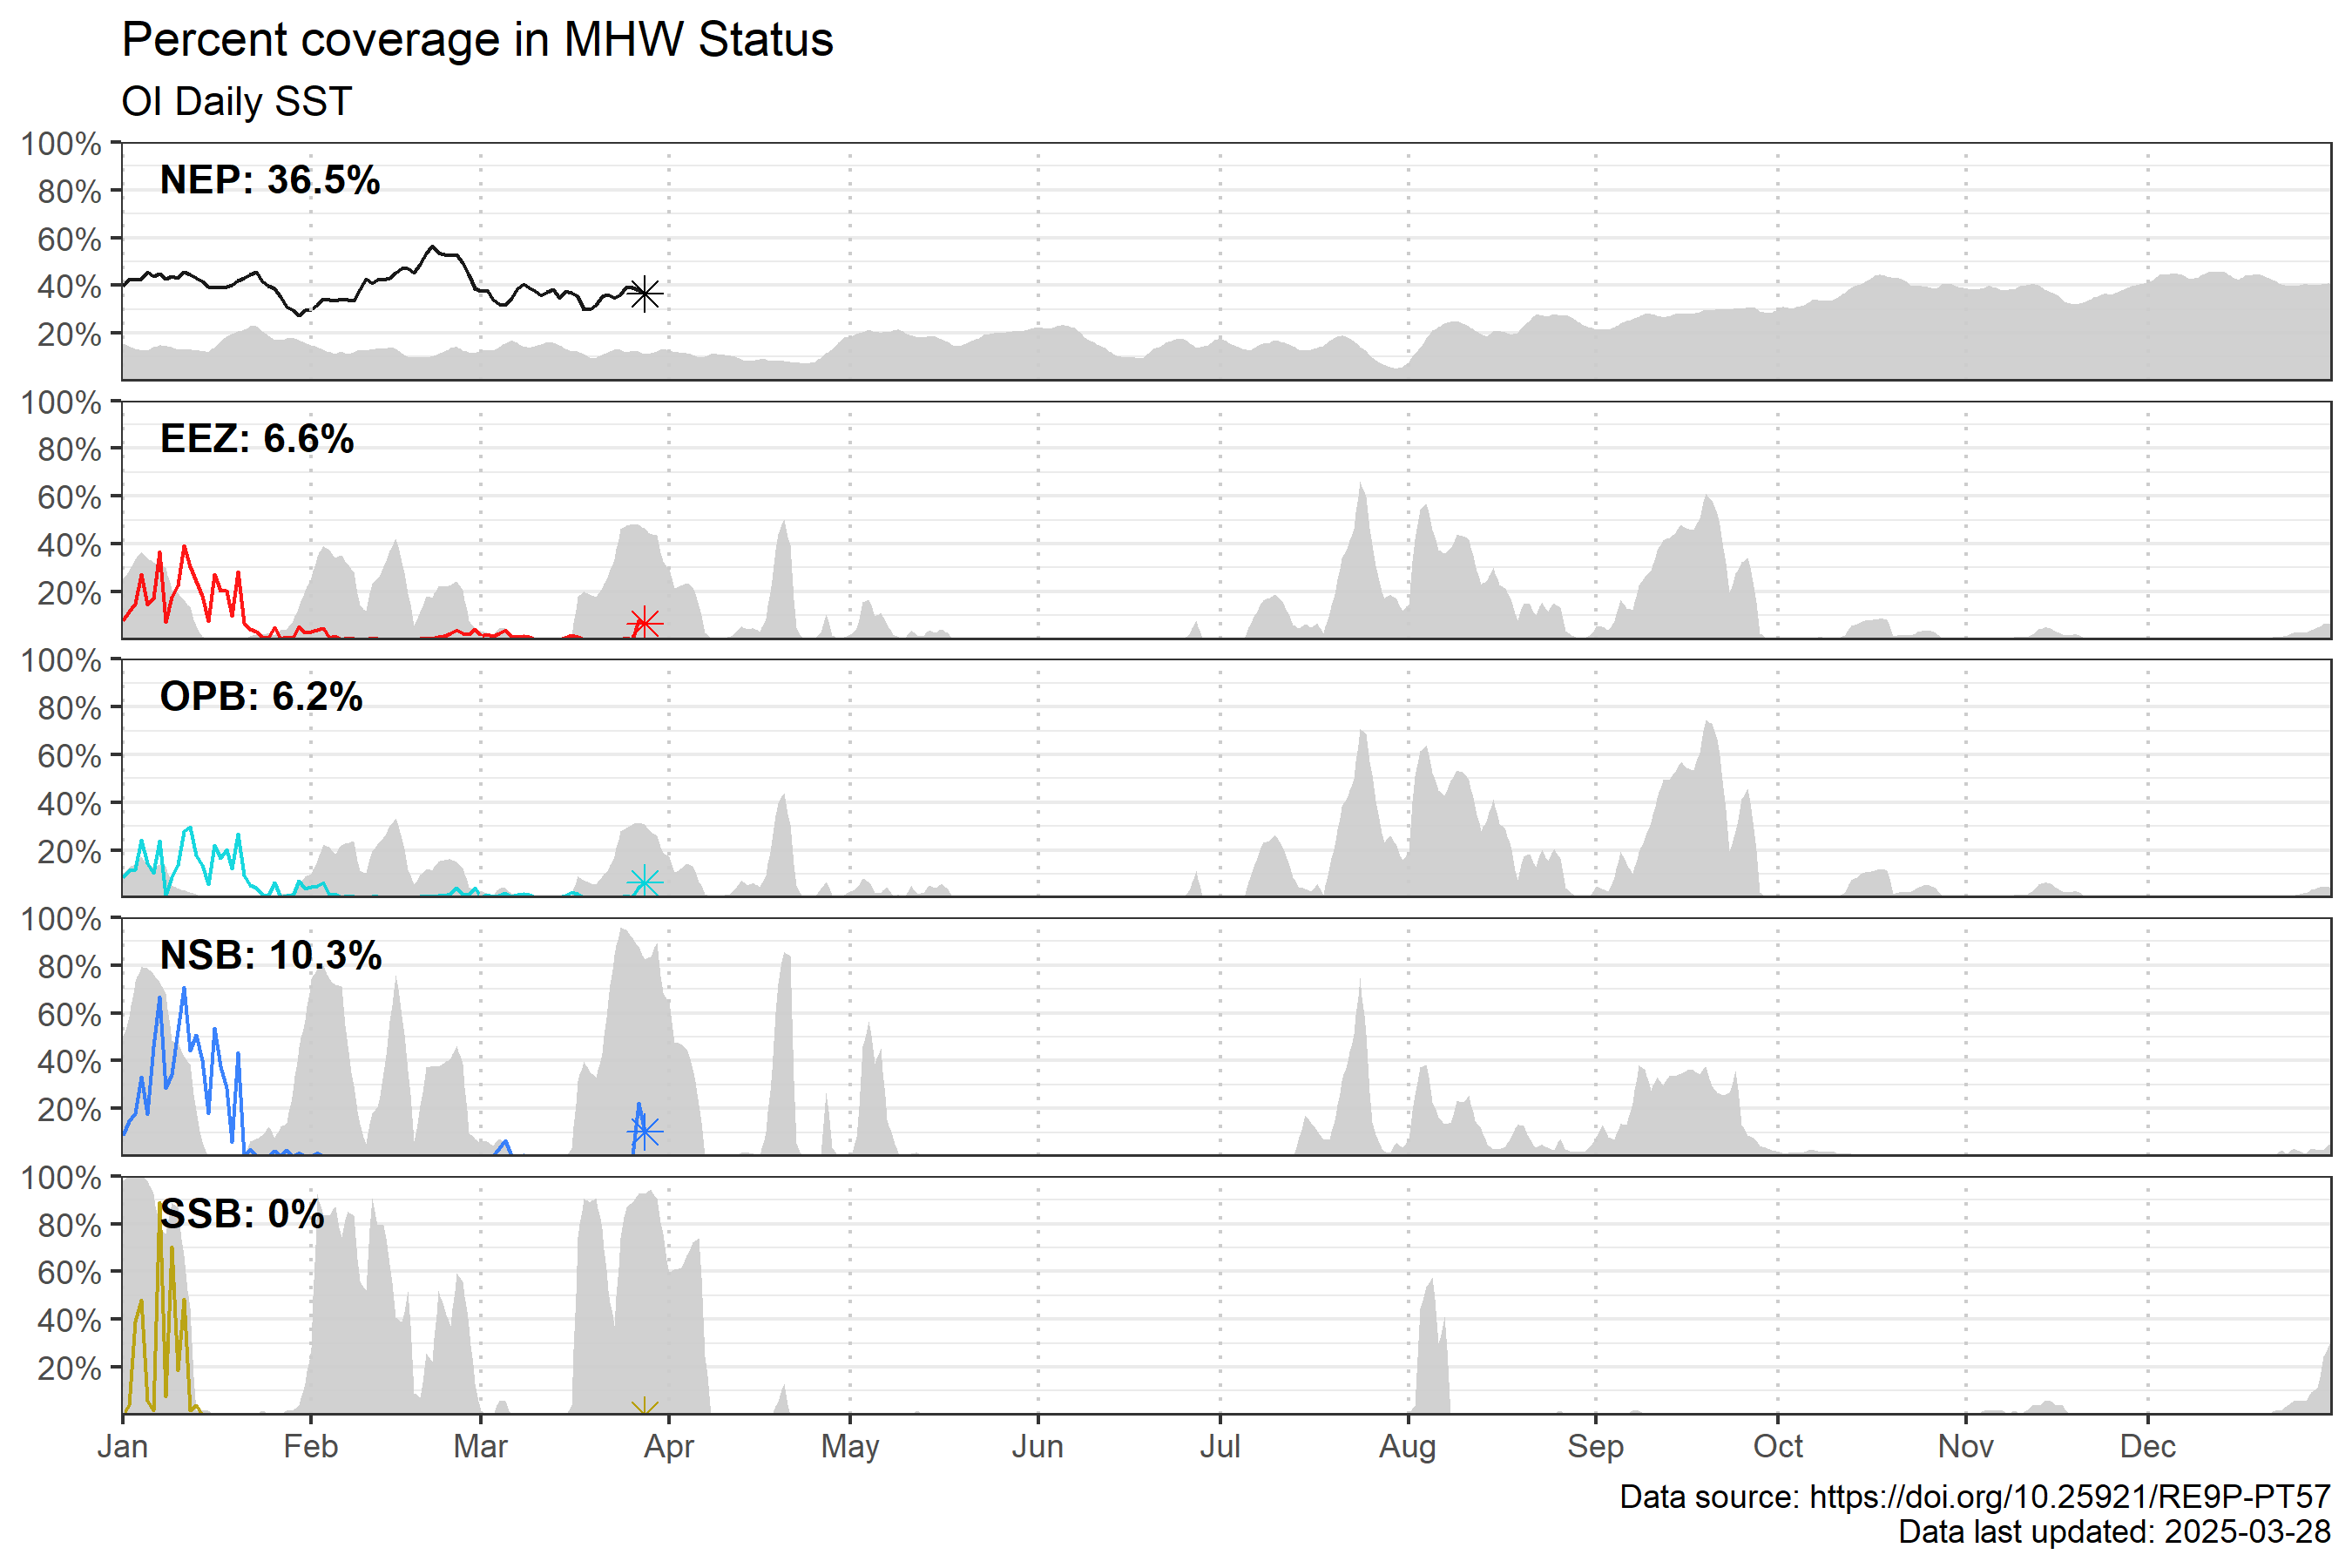 Percent coverage in MHW Status
OI Daily SST
100%
80%
60%
40%
20%
NEP: 36.5%
100%
80%
60%
40%
20%
EEZ: 6.6%
100%
80%
60%
40%
20%
OPB: 6.2%
100%
80%
60%
40%
20%
NSB: 10.3%
100%
80%
60%
40%
20%
SSB: 0%
Jan Feb Mar Apr May Jun Jul Aug Sep Oct Nov Dec
Data source: https://doi.org/10.25921/RE9P-PT57
Data last updated: 2025-03-28